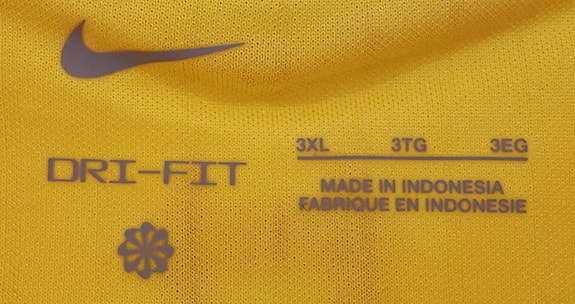 DRI-FIT
3XL 3TG 3EG
MADE IN INDONESIA
FABRIQUE EN INDONESIE